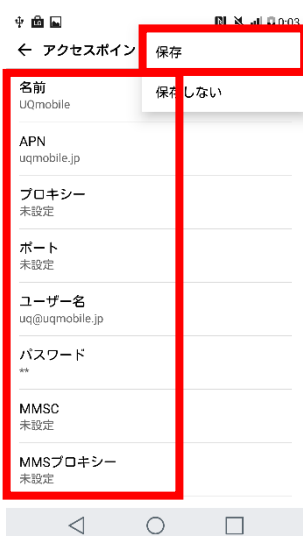 0:03
← アクセスポイン
保存
保存しない
名前
UQmobile
APN
uqmobile.jp
プロキシー
未設定
ポート
未設定
ユーザー名
uq@uqmobile.jp
パスワード
**
MMSC
未設定
MMSプロキシー
未設定